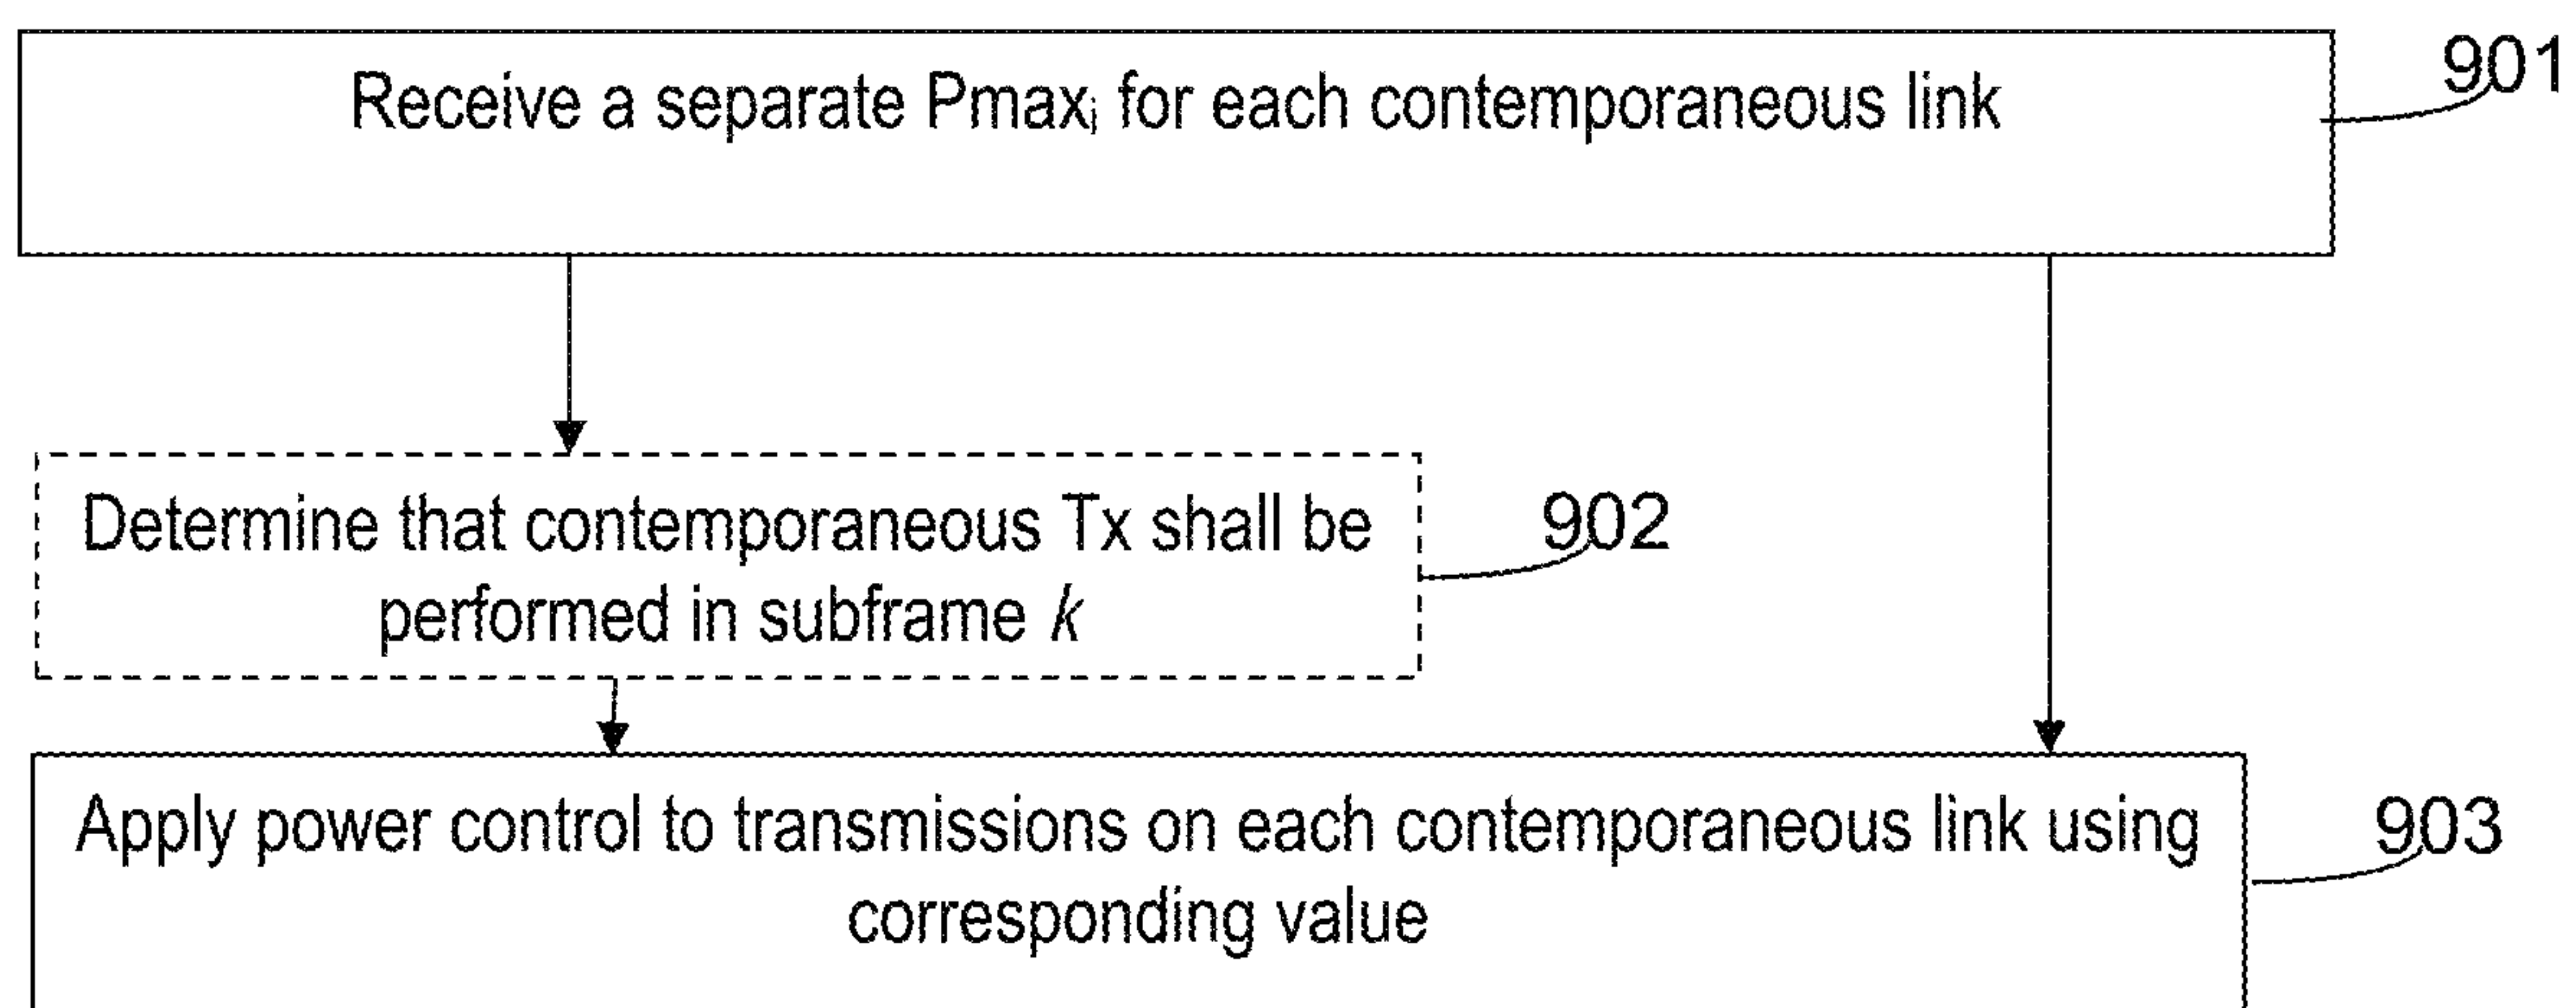 Receive a separate Pmaxⱼ for each contemporaneous link
901
Determine that contemporaneous Tx shall be
performed in subframe k
902
Apply power control to transmissions on each contemporaneous link using
corresponding value
903